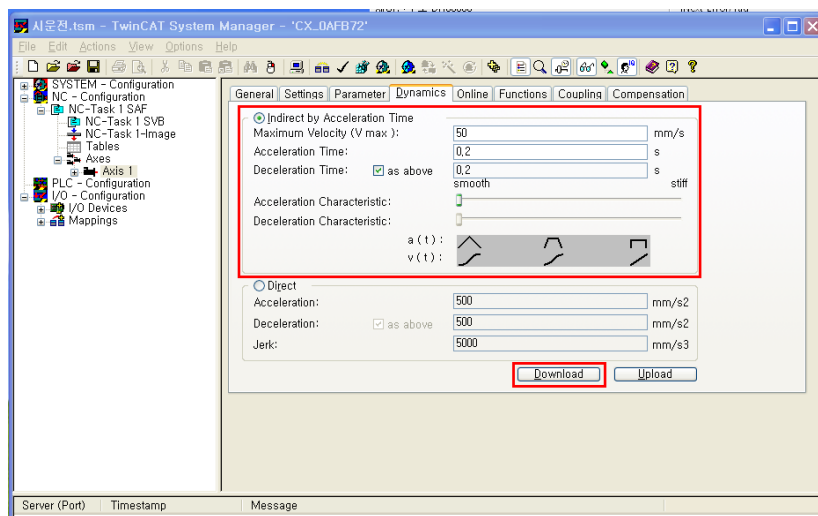 시운전.tsm - TwinCAT System Manager - 'CX_0AFB72'
File Edit Actions View Options Help
SYSTEM - Configuration
NC - Configuration
NC-Task 1 SAF
NC-Task 1 SVB
NC-Task 1-Image
Tables
Axes
Axis 1
PLC - Configuration
I/O - Configuration
I/O Devices
Mappings
General Settings Parameter Dynamics Online Functions Coupling Compensation
Indirect by Acceleration Time
Maximum Velocity (V max ): 50 mm/s
Acceleration Time: 0,2 s
Deceleration Time: as above 0,2 s
smooth stiff
Acceleration Characteristic:
Deceleration Characteristic:
a(t):
v(t):
Direct
Acceleration: 500 mm/s2
Deceleration: as above 500 mm/s2
Jerk: 5000 mm/s3
Download Upload
Server (Port) Timestamp Message